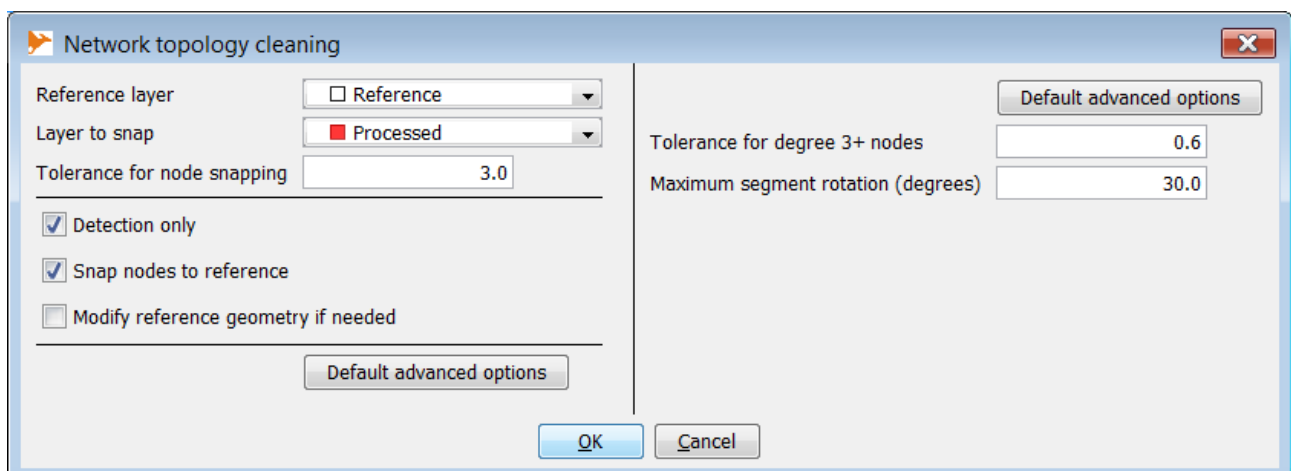 Network topology cleaning
Reference layer Reference
Layer to snap Processed
Tolerance for node snapping 3.0
Detection only
Snap nodes to reference
Modify reference geometry if needed
Default advanced options
Default advanced options
Tolerance for degree 3+ nodes 0.6
Maximum segment rotation (degrees) 30.0
OK Cancel